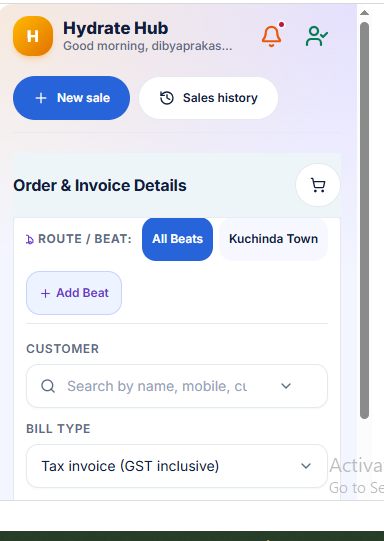 H
Hydrate Hub
Good morning, dibyaprakas...
+ New sale
Sales history
Order & Invoice Details
ROUTE / BEAT:
All Beats
Kuchinda Town
+ Add Beat
CUSTOMER
Search by name, mobile, cu
BILL TYPE
Tax invoice (GST inclusive)
Activa
Go to Se